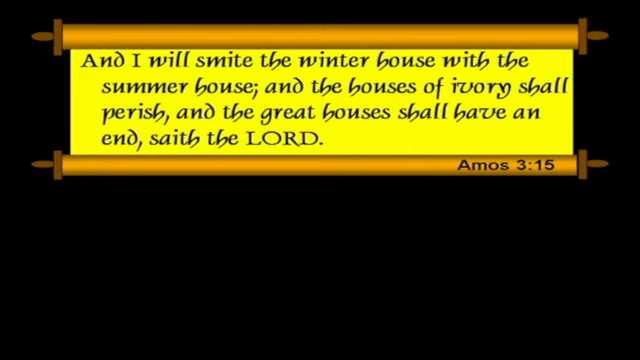 And I will smite the winter house with the
summer house; and the houses of ivory shall
perish, and the great houses shall have an
end, saith the LORD.
Amos 3:15